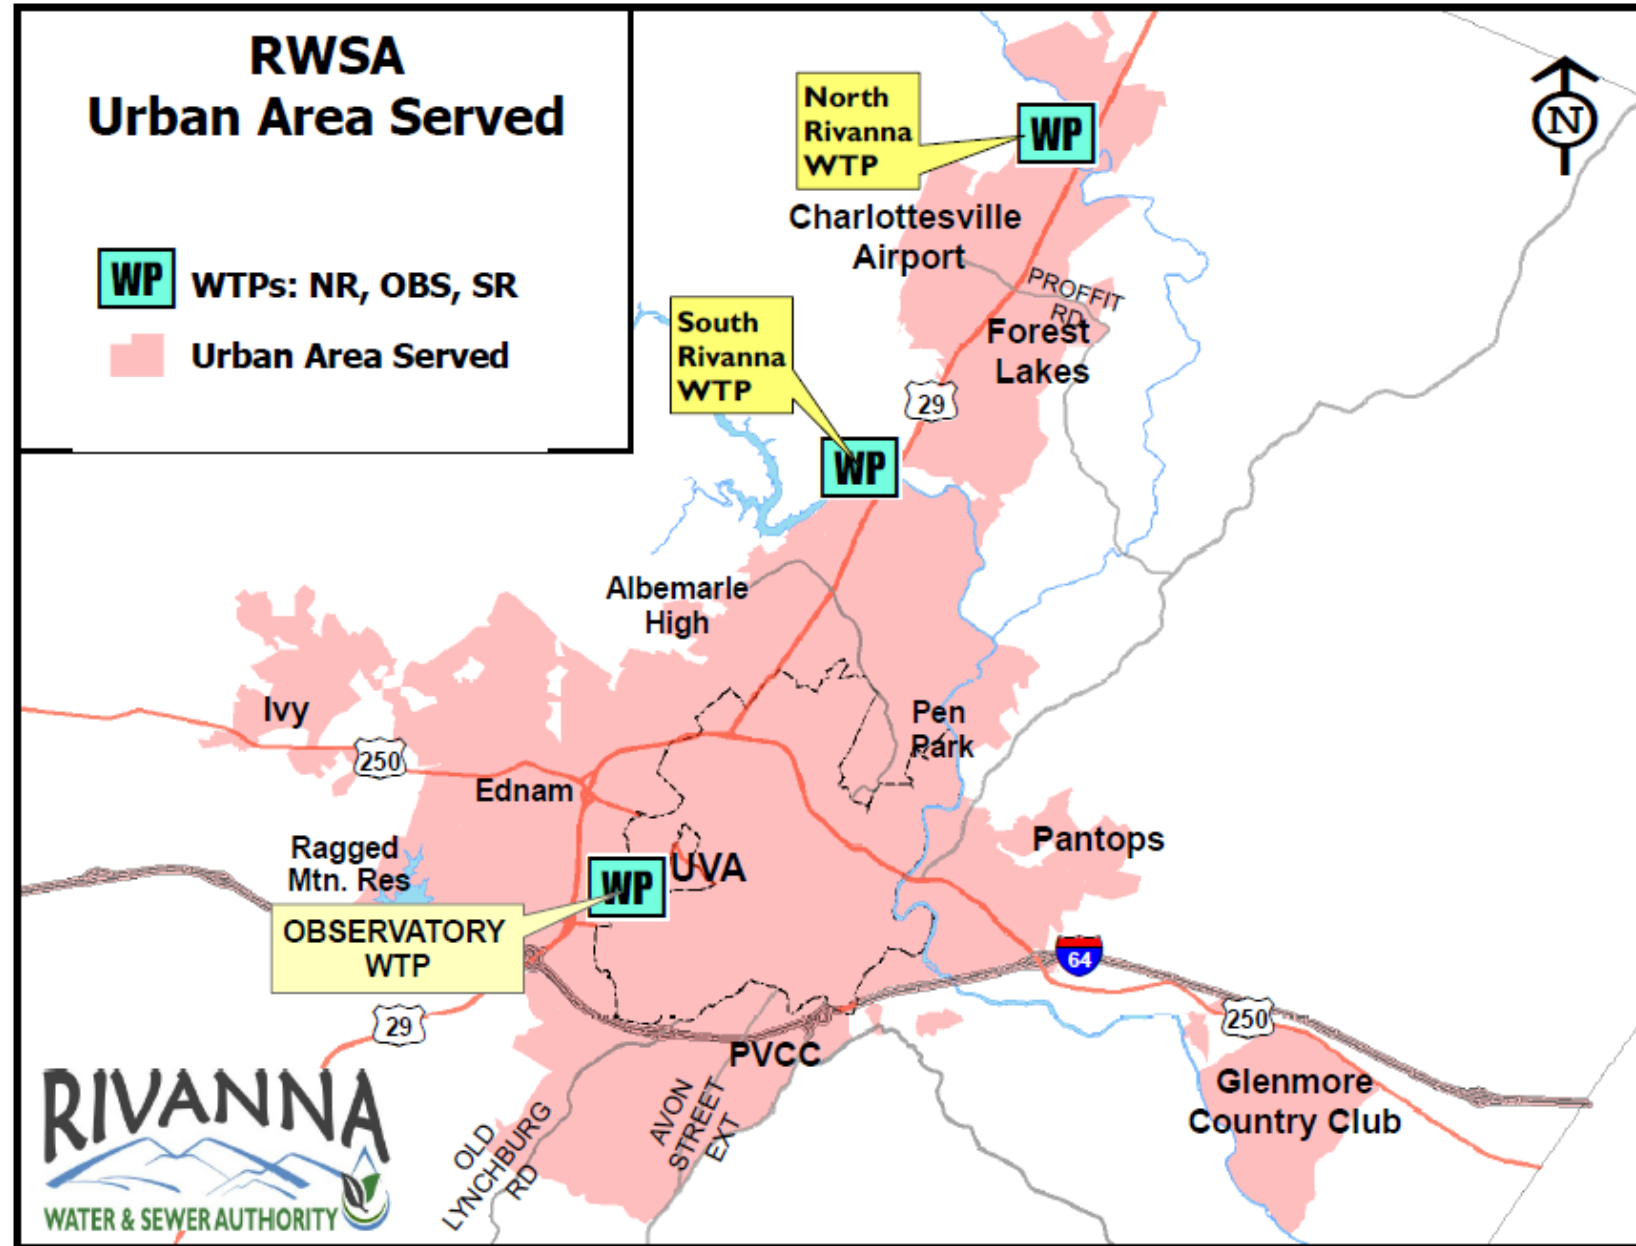 RWSA
Urban Area Served
WP
WTPs: NR, OBS, SR
Urban Area Served
North
Rivanna
WTP
WP
N
Charlottesville
Airport
PROFFIT
RD
Forest
Lakes
South
Rivanna
WTP
29
WP
Albemarle
High
Ivy
250
Pen
Park
Ednam
Ragged
Mtn. Res
Pantops
WP
UVA
OBSERVATORY
WTP
64
29
250
PVCC
Glenmore
Country Club
OLD
LYNCHBURG
RD
AVON
STREET
EXT
RIVANNA
WATER & SEWER AUTHORITY